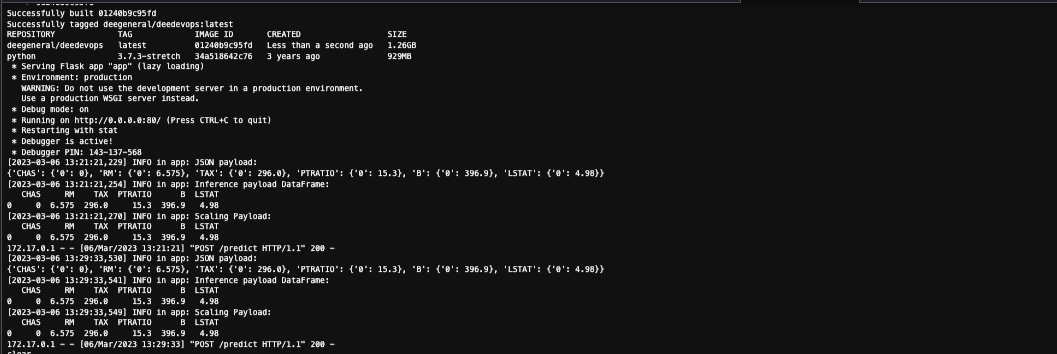 Successfully built 01240b9c95fd
Successfully tagged deegeneral/deedevops:latest
REPOSITORY TAG IMAGE ID CREATED SIZE
deegeneral/deedevops latest 01240b9c95fd Less than a second ago 1.26GB
python 3.7.3-stretch 34a518642c76 3 years ago 929MB
* Serving Flask app "app" (lazy loading)
* Environment: production
WARNING: Do not use the development server in a production environment.
Use a production WSGI server instead.
* Debug mode: on
* Running on http://0.0.0.0:80/ (Press CTRL+C to quit)
* Restarting with stat
* Debugger is active!
* Debugger PIN: 143-137-568
[2023-03-06 13:21:21,229] INFO in app: JSON payload:
{'CHAS': {'0': 0}, 'RM': {'0': 6.575}, 'TAX': {'0': 296.0}, 'PTRATIO': {'0': 15.3}, 'B': {'0': 396.9}, 'LSTAT': {'0': 4.98}}
[2023-03-06 13:21:21,254] INFO in app: Inference payload DataFrame:
CHAS RM TAX PTRATIO B LSTAT
0 0 6.575 296.0 15.3 396.9 4.98
[2023-03-06 13:21:21,270] INFO in app: Scaling Payload:
CHAS RM TAX PTRATIO B LSTAT
0 0 6.575 296.0 15.3 396.9 4.98
172.17.0.1 - - [06/Mar/2023 13:21:21] "POST /predict HTTP/1.1" 200 -
[2023-03-06 13:29:33,530] INFO in app: JSON payload:
{'CHAS': {'0': 0}, 'RM': {'0': 6.575}, 'TAX': {'0': 296.0}, 'PTRATIO': {'0': 15.3}, 'B': {'0': 396.9}, 'LSTAT': {'0': 4.98}}
[2023-03-06 13:29:33,541] INFO in app: Inference payload DataFrame:
CHAS RM TAX PTRATIO B LSTAT
0 0 6.575 296.0 15.3 396.9 4.98
[2023-03-06 13:29:33,549] INFO in app: Scaling Payload:
CHAS RM TAX PTRATIO B LSTAT
0 0 6.575 296.0 15.3 396.9 4.98
172.17.0.1 - - [06/Mar/2023 13:29:33] "POST /predict HTTP/1.1" 200 -
clear